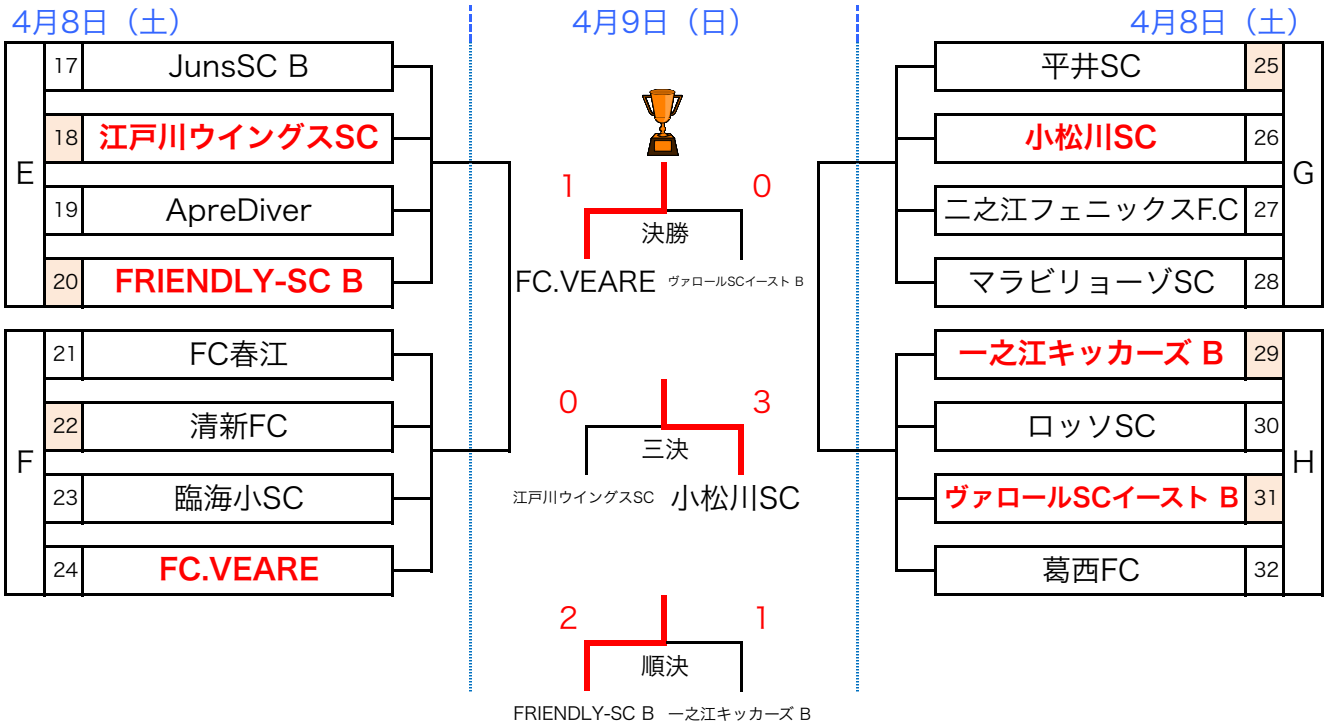 4月8日（土）
4月9日（日）
4月8日（土）
E
17 JunsSC B
18 江戸川ウイングスSC
19 ApreDiver
20 FRIENDLY-SC B
F
21 FC春江
22 清新FC
23 臨海小SC
24 FC.VEARE
1 0
決勝
FC.VEARE ヴァロールSCイースト B
0 3
三決
江戸川ウイングスSC 小松川SC
2 1
順決
FRIENDLY-SC B 一之江キッカーズ B
平井SC 25
小松川SC 26
二之江フェニックスF.C 27
マラビリョーゾSC 28
G
一之江キッカーズ B 29
ロッソSC 30
ヴァロールSCイースト B 31
葛西FC 32
H